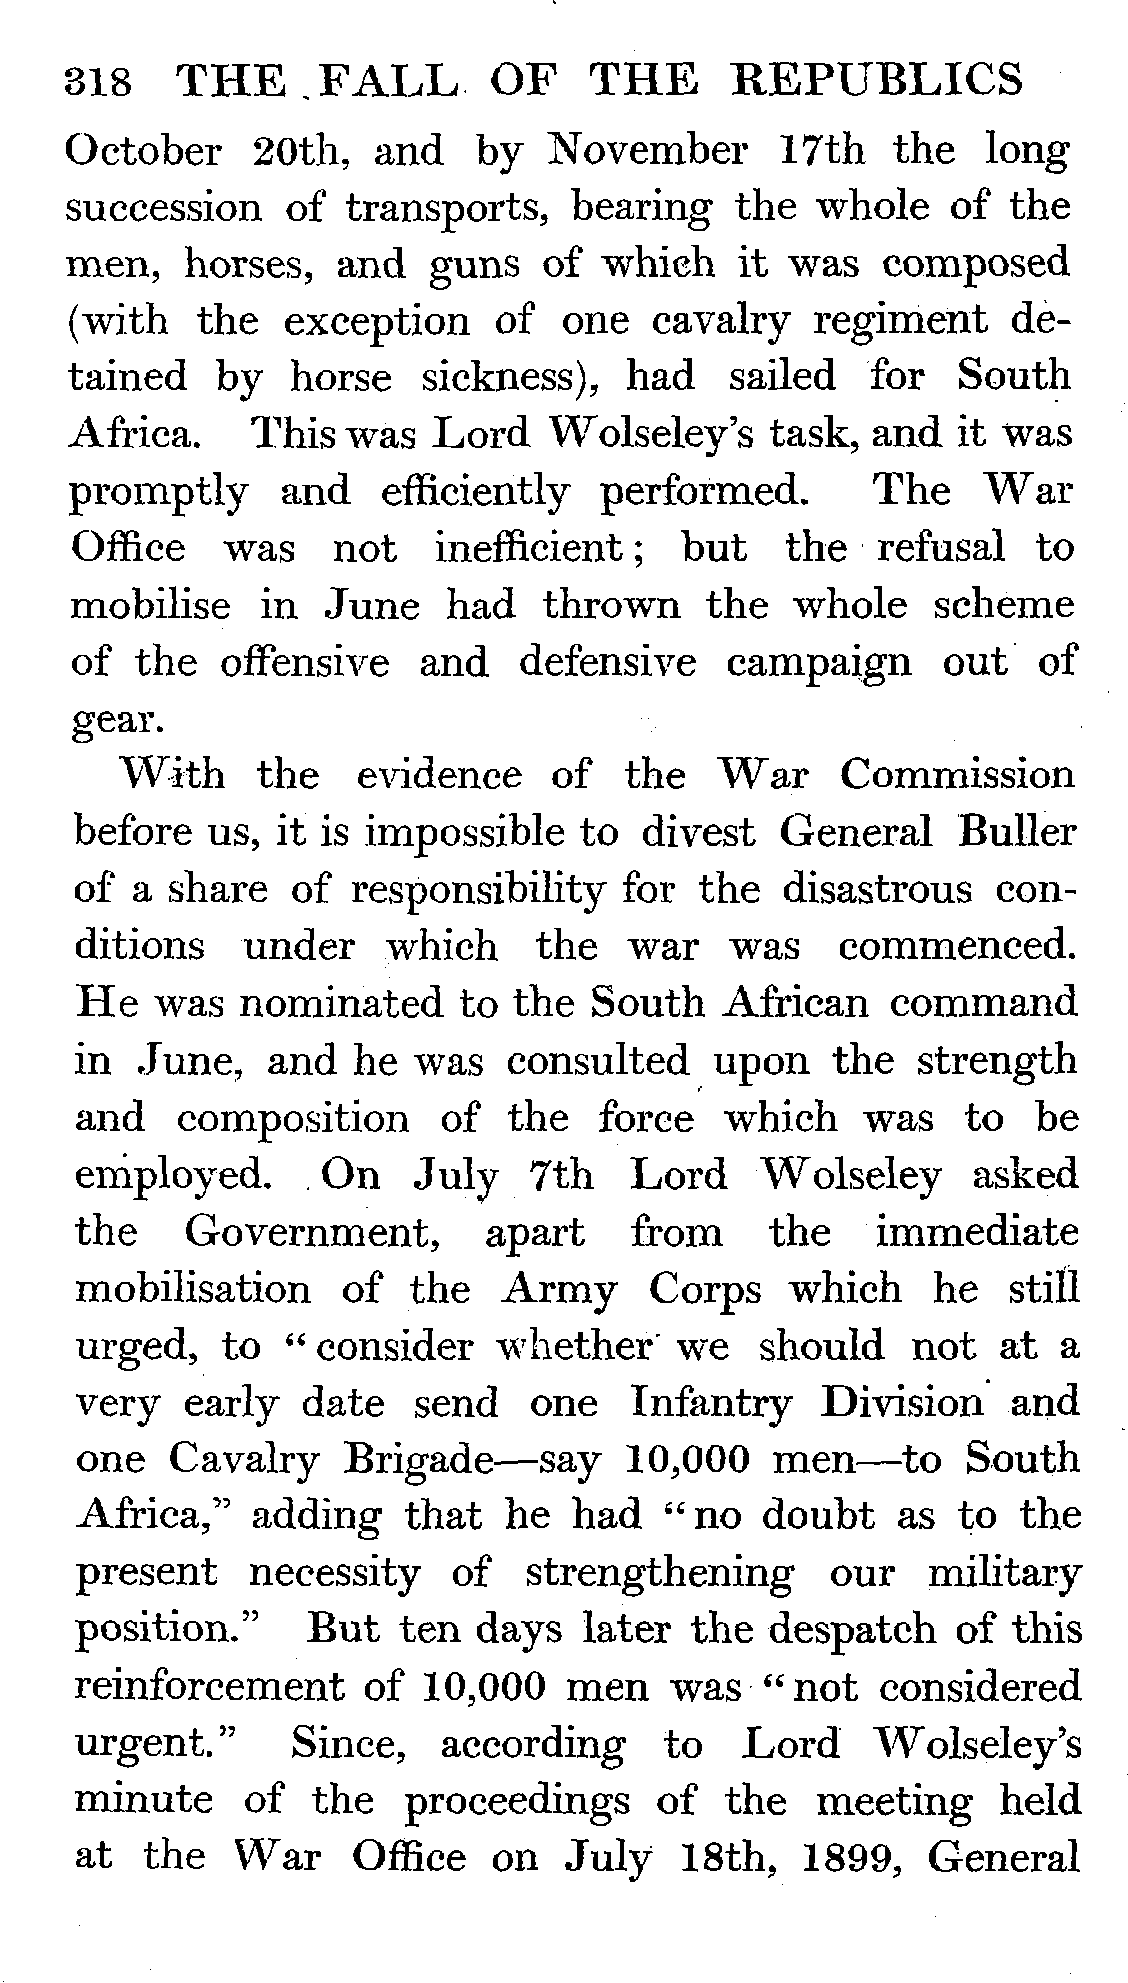 318 THE FALL OF THE REPUBLICS
October 20th, and by November 17th the long
succession of transports, bearing the whole of the
men, horses, and guns of which it was composed
(with the exception of one cavalry regiment de-
tained by horse sickness), had sailed for South
Africa. This was Lord Wolseley's task, and it was
promptly and efficiently performed. The War
Office was not inefficient; but the refusal to
mobilise in June had thrown the whole scheme
of the offensive and defensive campaign out of
gear.
With the evidence of the War Commission
before us, it is impossible to divest General Buller
of a share of responsibility for the disastrous con-
ditions under which the war was commenced.
He was nominated to the South African command
in June, and he was consulted upon the strength
and composition of the force which was to be
employed. On July 7th Lord Wolseley asked
the Government, apart from the immediate
mobilisation of the Army Corps which he still
urged, to "consider whether we should not at a
very early date send one Infantry Division and
one Cavalry Brigade—say 10,000 men—to South
Africa," adding that he had "no doubt as to the
present necessity of strengthening our military
position." But ten days later the despatch of this
reinforcement of 10,000 men was "not considered
urgent." Since, according to Lord Wolseley's
minute of the proceedings of the meeting held
at the War Office on July 18th, 1899, General